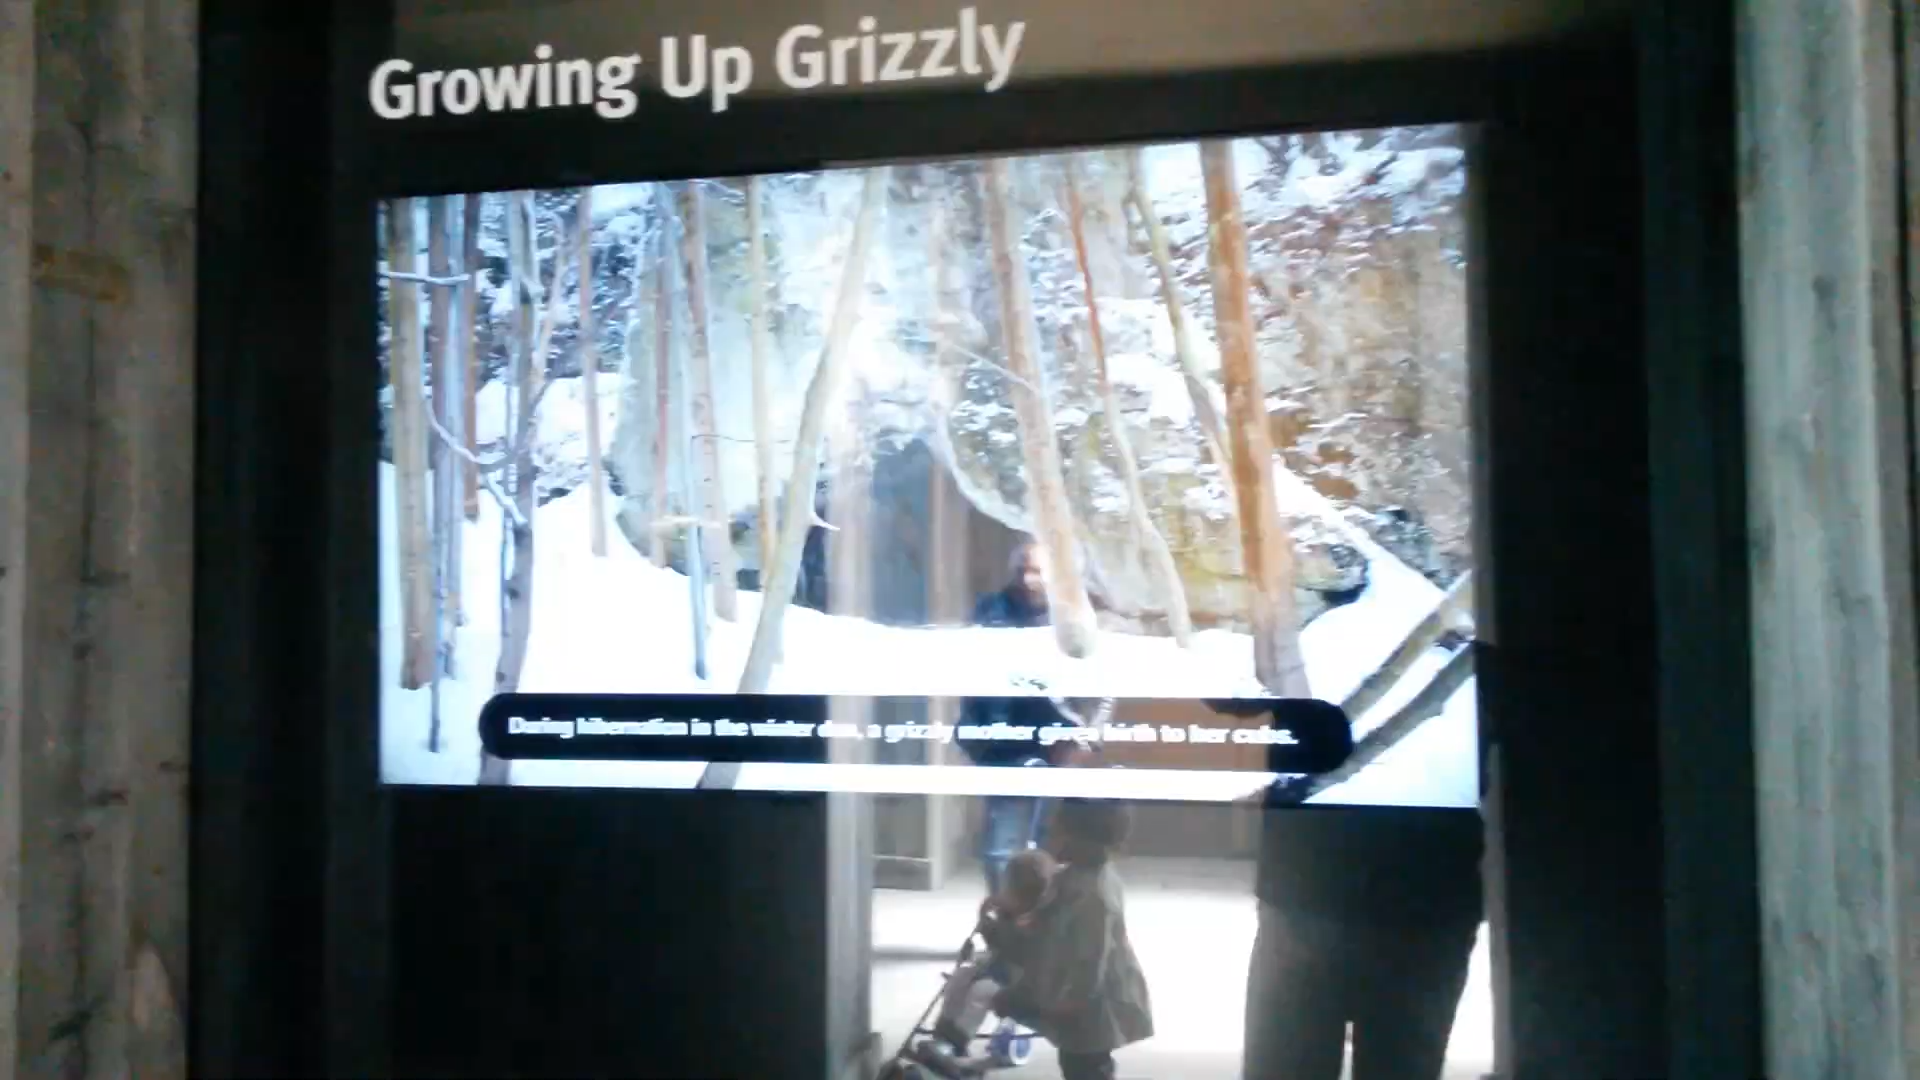 Growing Up Grizzly
During hibernation in the winter den, a grizzly mother gives birth to her cubs.